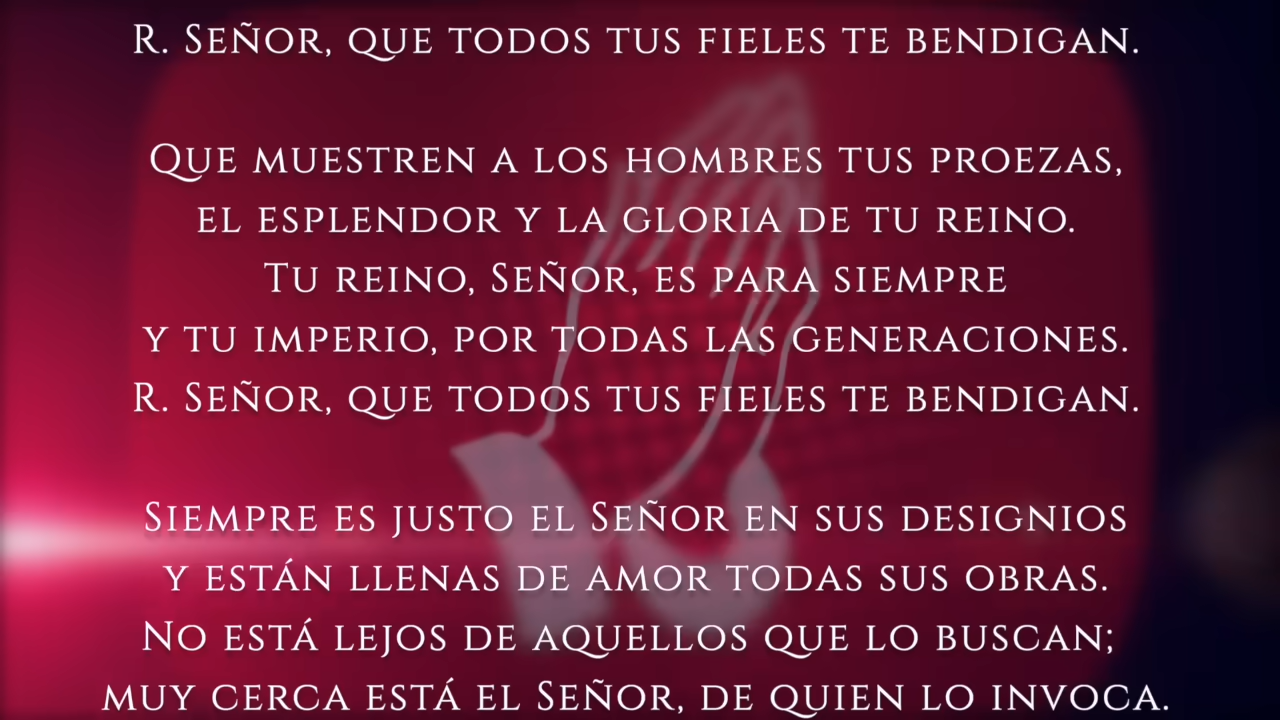 R. Señor, que todos tus fieles te bendigan.
Que muestren a los hombres tus proezas,
el esplendor y la gloria de tu reino.
Tu reino, Señor, es para siempre
y tu imperio, por todas las generaciones.
R. Señor, que todos tus fieles te bendigan.
Siempre es justo el Señor en sus designios
y están llenas de amor todas sus obras.
No está lejos de aquellos que lo buscan;
muy cerca está el Señor, de quien lo invoca.